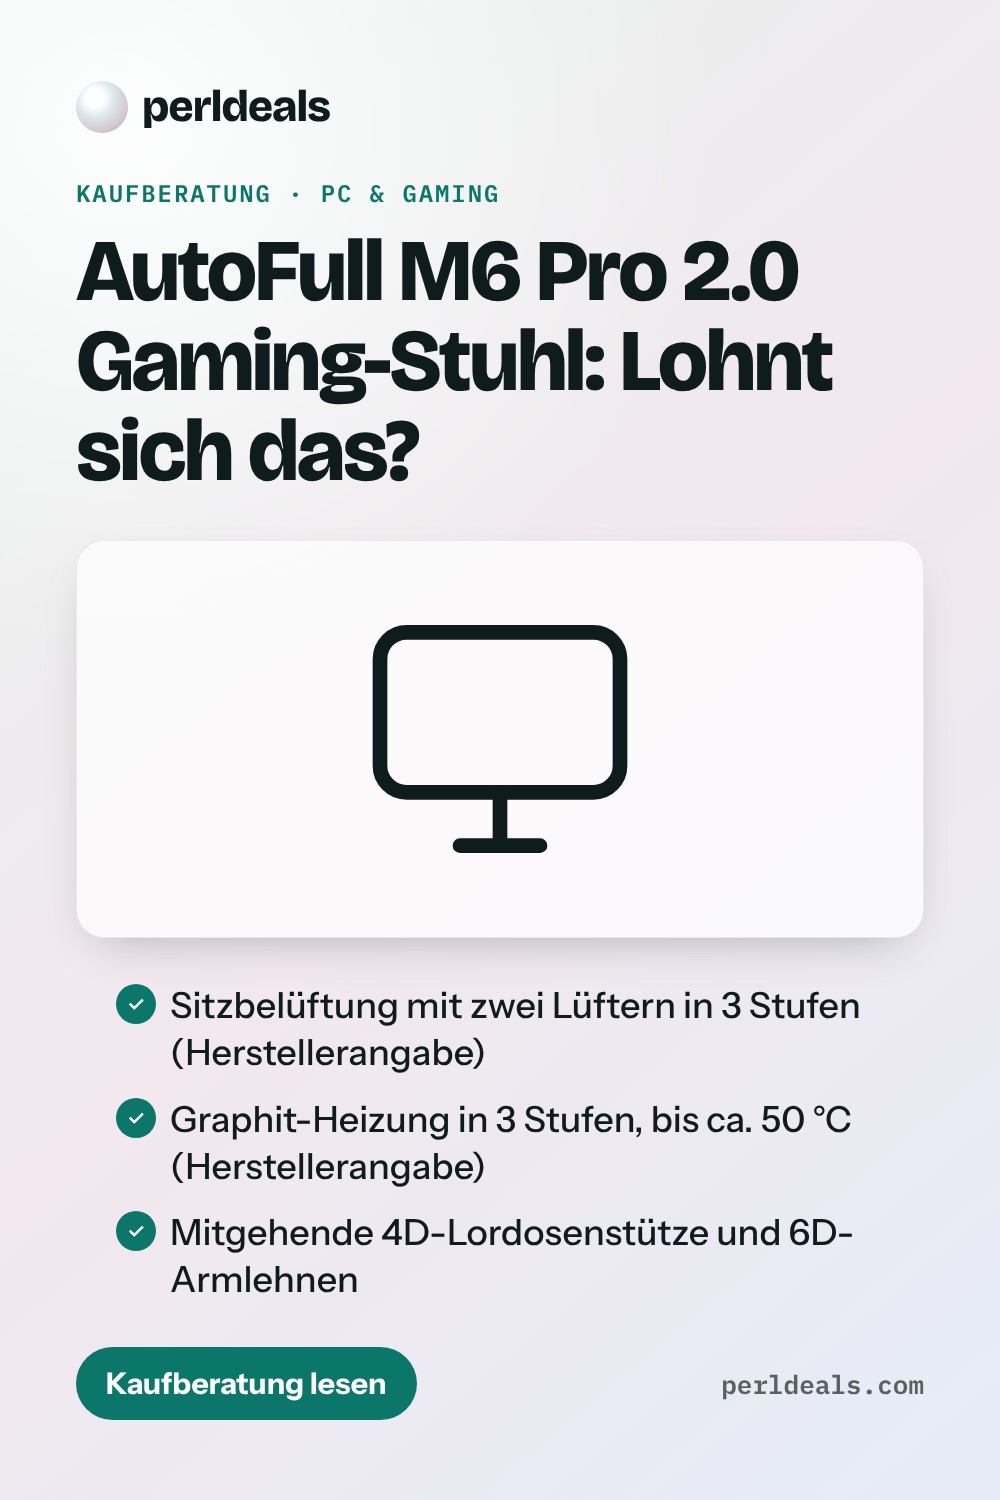 perldeals
KAUFBERATUNG · PC & GAMING
AutoFull M6 Pro 2.0
Gaming-Stuhl: Lohnt
sich das?
Sitzbelüftung mit zwei Lüftern in 3 Stufen
(Herstellerangabe)
Graphit-Heizung in 3 Stufen, bis ca. 50 °C
(Herstellerangabe)
Mitgehende 4D-Lordosenstütze und 6D-
Armlehnen
Kaufberatung lesen
perldeals.com